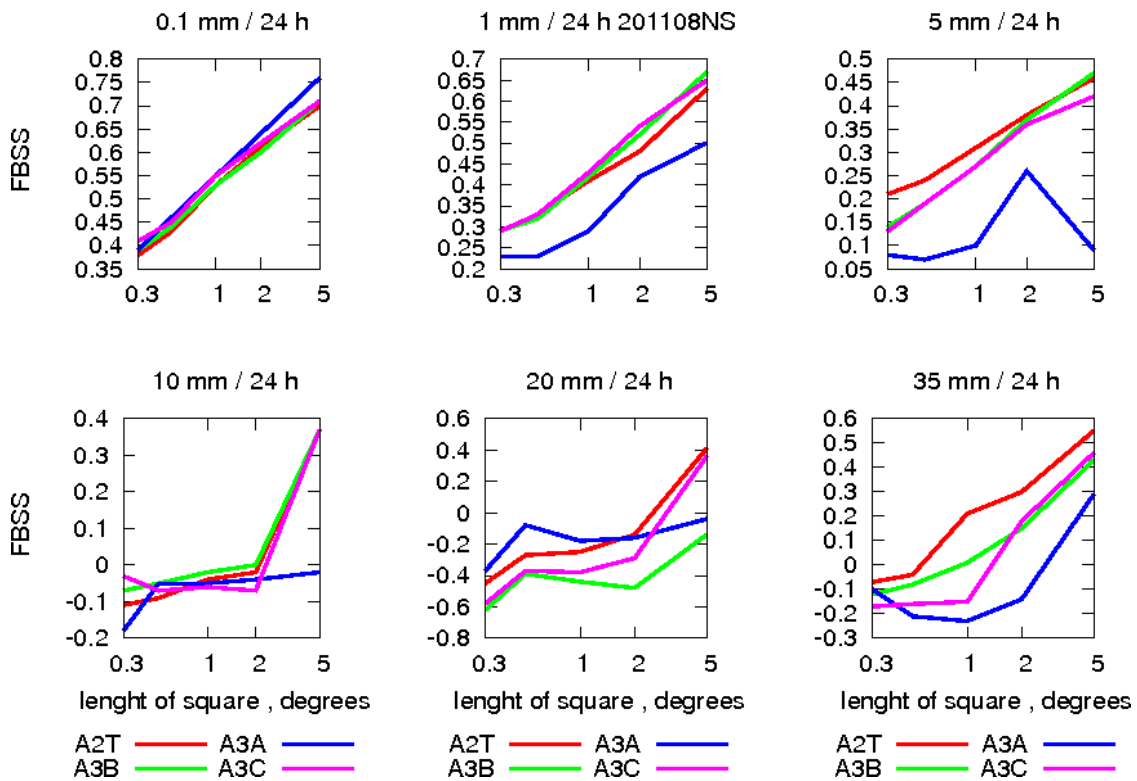 0.1 mm / 24 h
1 mm / 24 h 201108NS
5 mm / 24 h
FBSS
0.8
0.75
0.7
0.65
0.6
0.55
0.5
0.45
0.4
0.35
0.3 1 2 5
0.7
0.65
0.6
0.55
0.5
0.45
0.4
0.35
0.3
0.25
0.2
0.3 1 2 5
0.5
0.45
0.4
0.35
0.3
0.25
0.2
0.15
0.1
0.05
0.3 1 2 5
10 mm / 24 h
20 mm / 24 h
35 mm / 24 h
FBSS
0.4
0.3
0.2
0.1
0
-0.1
-0.2
0.3 1 2 5
0.6
0.4
0.2
0
-0.2
-0.4
-0.6
-0.8
0.3 1 2 5
0.6
0.5
0.4
0.3
0.2
0.1
0
-0.1
-0.2
-0.3
0.3 1 2 5
lenght of square , degrees
lenght of square , degrees
lenght of square , degrees
A2T A3A
A3B A3C
A2T A3A
A3B A3C
A2T A3A
A3B A3C